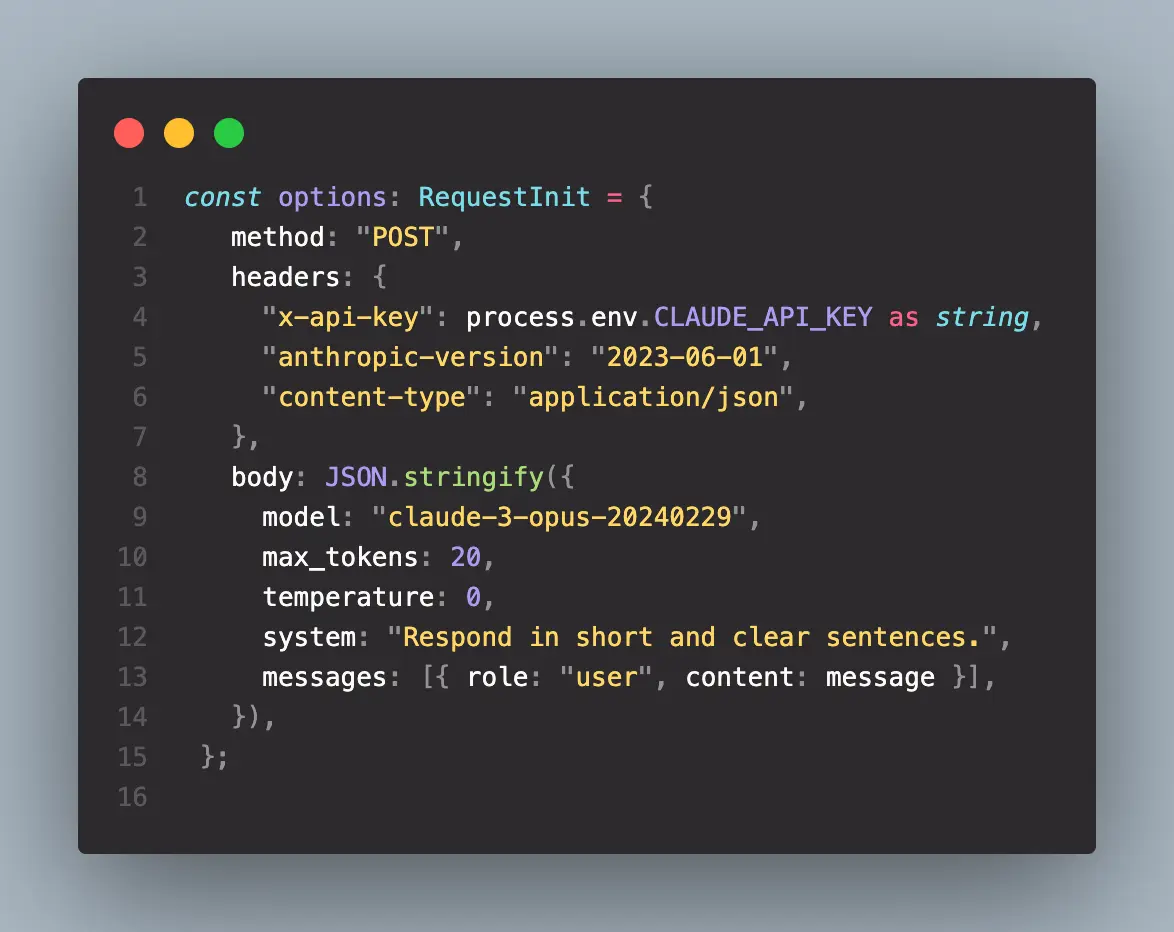 1 const options: RequestInit = {
2 method: "POST",
3 headers: {
4 "x-api-key": process.env.CLAUDE_API_KEY as string,
5 "anthropic-version": "2023-06-01",
6 "content-type": "application/json",
7 },
8 body: JSON.stringify({
9 model: "claude-3-opus-20240229",
10 max_tokens: 20,
11 temperature: 0,
12 system: "Respond in short and clear sentences.",
13 messages: [{ role: "user", content: message }],
14 }),
15 };
16